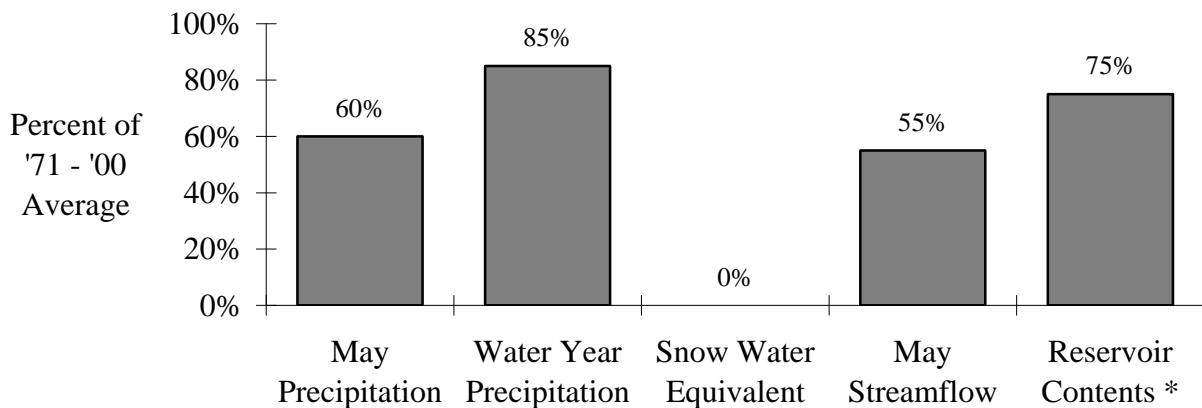 Percent of
'71 - '00
Average
100%
80%
60%
40%
20%
0%
60%
85%
0%
55%
75%
May
Precipitation
Water Year
Precipitation
Snow Water
Equivalent
May
Streamflow
Reservoir
Contents *